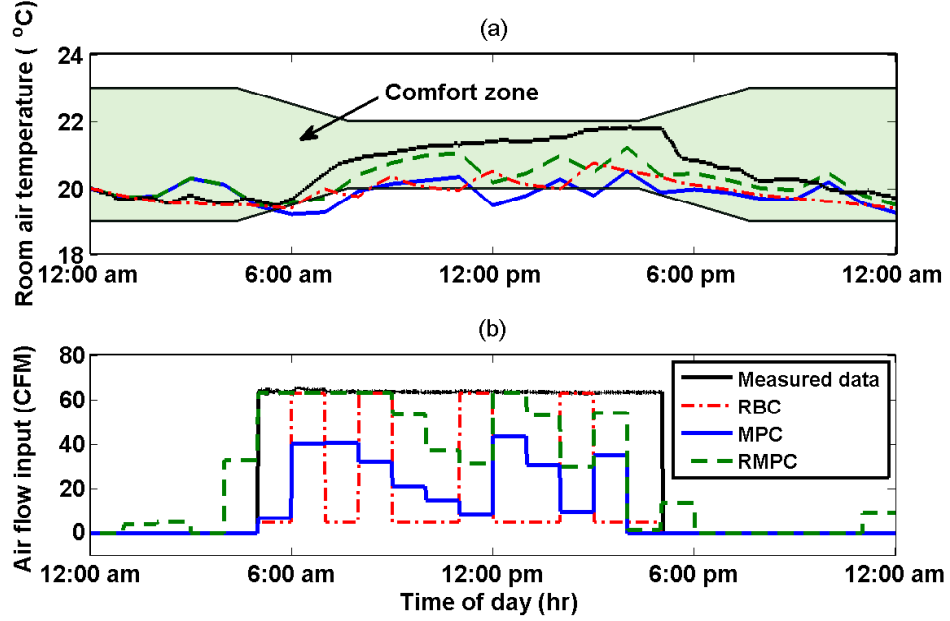 (a)
Room air temperature ( °C)
24
22
20
18
Comfort zone
12:00 am
6:00 am
12:00 pm
6:00 pm
12:00 am
(b)
Air flow input (CFM)
80
60
40
20
0
Measured data
RBC
MPC
RMPC
12:00 am
6:00 am
12:00 pm
6:00 pm
12:00 am
Time of day (hr)